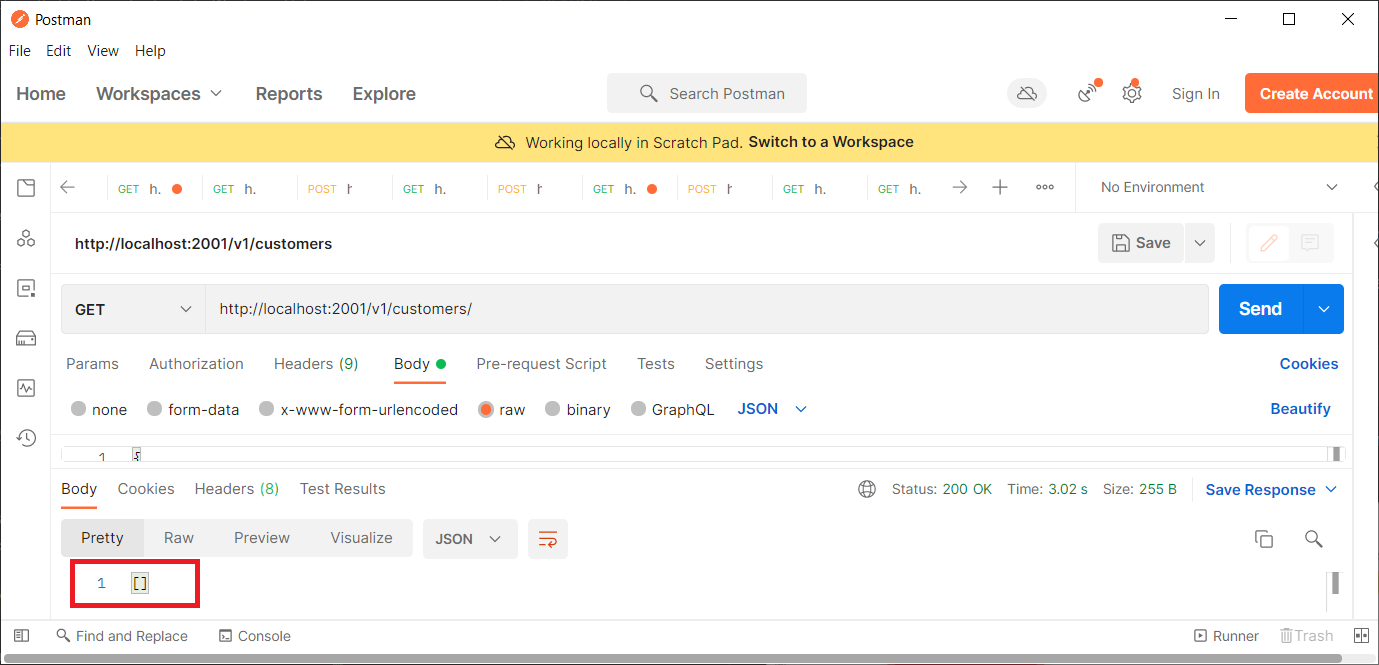 Postman
File Edit View Help
Home Workspaces Reports Explore Search Postman Sign In Create Account
Working locally in Scratch Pad. Switch to a Workspace
GET h. GET h. POST h GET h. POST h GET h. POST h GET h. GET h. No Environment
http://localhost:2001/v1/customers Save
GET http://localhost:2001/v1/customers/ Send
Params Authorization Headers (9) Body Pre-request Script Tests Settings Cookies
none form-data x-www-form-urlencoded raw binary GraphQL JSON Beautify
1 {
Body Cookies Headers (8) Test Results Status: 200 OK Time: 3.02 s Size: 255 B Save Response
Pretty Raw Preview Visualize JSON
1 []
Find and Replace Console Runner Trash